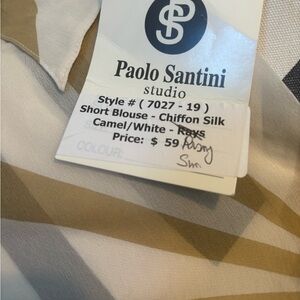 Paolo Santini
studio
Style # ( 7027 - 19 )
Short Blouse - Chiffon Silk
Camel/White - Rays
Price: $ 59
COLOUR: